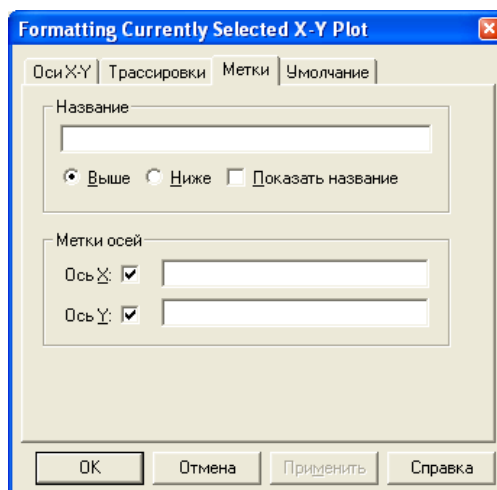 Formatting Currently Selected X-Y Plot
Оси X-Y Трассировки Метки Умолчание
Название
Выше Ниже Показать название
Метки осей
Ось X:
Ось Y:
OK Отмена Применить Справка